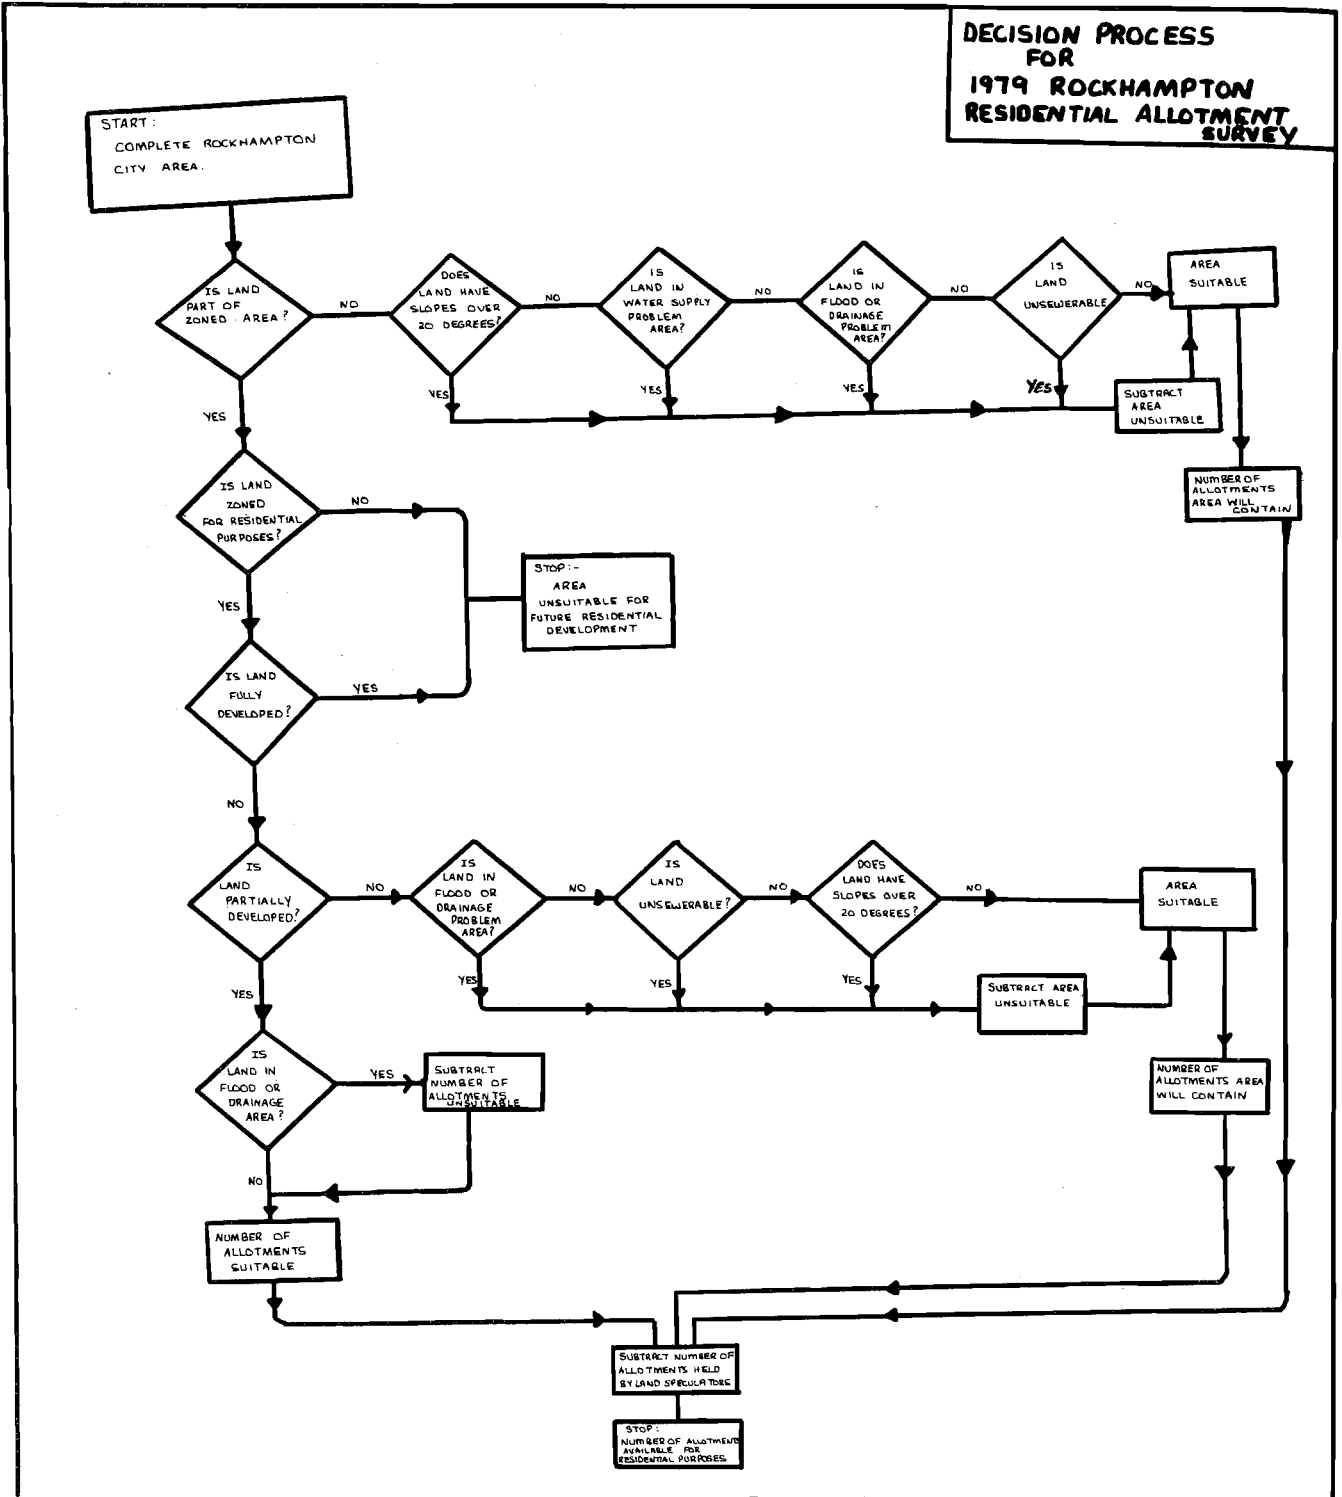 DECISION PROCESS
FOR
1979 ROCKHAMPTON
RESIDENTIAL ALLOTMENT
SURVEY
START:
COMPLETE ROCKHAMPTON
CITY AREA.
IS LAND
PART OF
ZONED AREA?
NO
DOES
LAND HAVE
SLOPES OVER
20 DEGREES?
NO
IS
LAND IN
WATER SUPPLY
PROBLEM
AREA?
NO
IS
LAND IN
FLOOD OR
DRAINAGE
PROBLEM
AREA?
NO
IS
LAND
UNSEWERABLE
NO
AREA
SUITABLE
YES
YES
YES
YES
SUBTRACT
AREA
UNSUITABLE
YES
NUMBER OF
ALLOTMENTS
AREA WILL
CONTAIN
IS LAND
ZONED
FOR RESIDENTIAL
PURPOSES?
NO
STOP:-
AREA
UNSUITABLE FOR
FUTURE RESIDENTIAL
DEVELOPMENT
YES
IS LAND
FULLY
DEVELOPED?
YES
NO
IS
LAND
PARTIALLY
DEVELOPED?
NO
IS
LAND IN
FLOOD OR
DRAINAGE
PROBLEM
AREA?
NO
IS
LAND
UNSEWERABLE?
NO
DOES
LAND HAVE
SLOPES OVER
20 DEGREES?
NO
AREA
SUITABLE
YES
YES
YES
SUBTRACT AREA
UNSUITABLE
YES
IS
LAND IN
FLOOD OR
DRAINAGE
AREA?
YES
SUBTRACT
NUMBER OF
ALLOTMENTS
UNSUITABLE
NUMBER OF
ALLOTMENTS AREA
WILL CONTAIN
NO
NUMBER OF
ALLOTMENTS
SUITABLE
SUBTRACT NUMBER OF
ALLOTMENTS HELD
BY LAND SPECULATORS
STOP:
NUMBER OF ALLOTMENT
AVAILABLE FOR
RESIDENTIAL PURPOSES